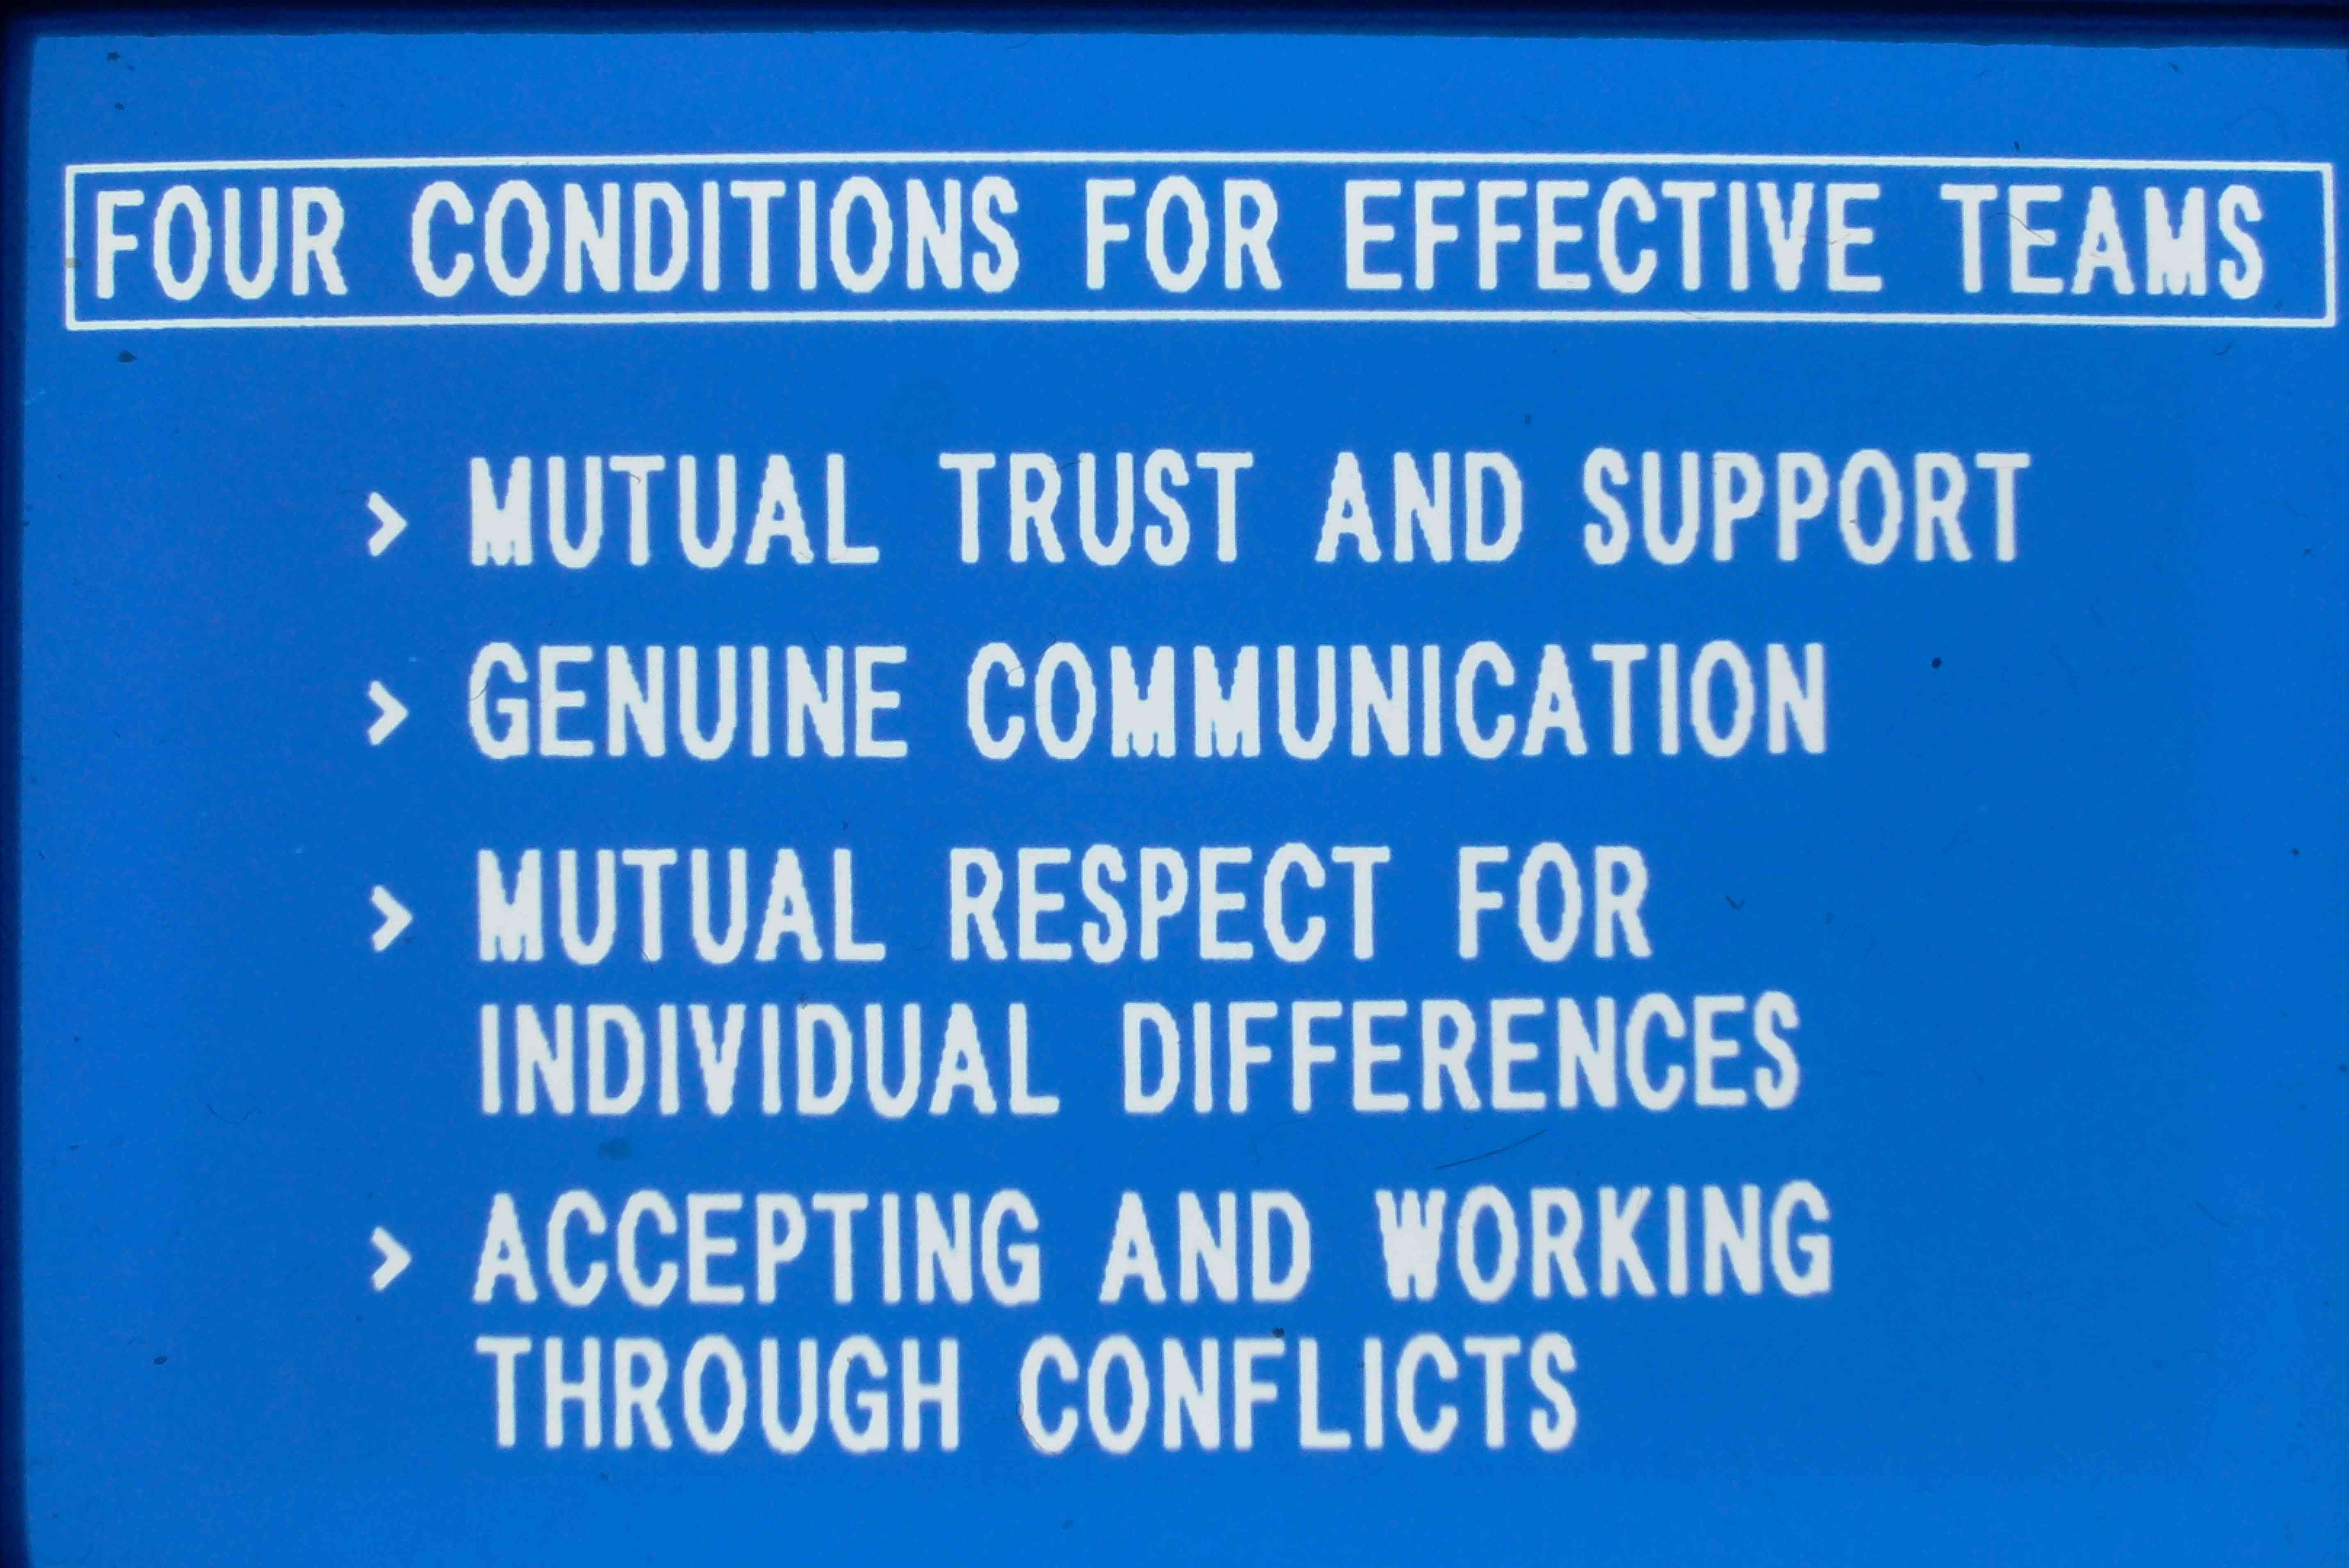 FOUR CONDITIONS FOR EFFECTIVE TEAMS
> MUTUAL TRUST AND SUPPORT
> GENUINE COMMUNICATION
> MUTUAL RESPECT FOR
INDIVIDUAL DIFFERENCES
> ACCEPTING AND WORKING
THROUGH CONFLICTS